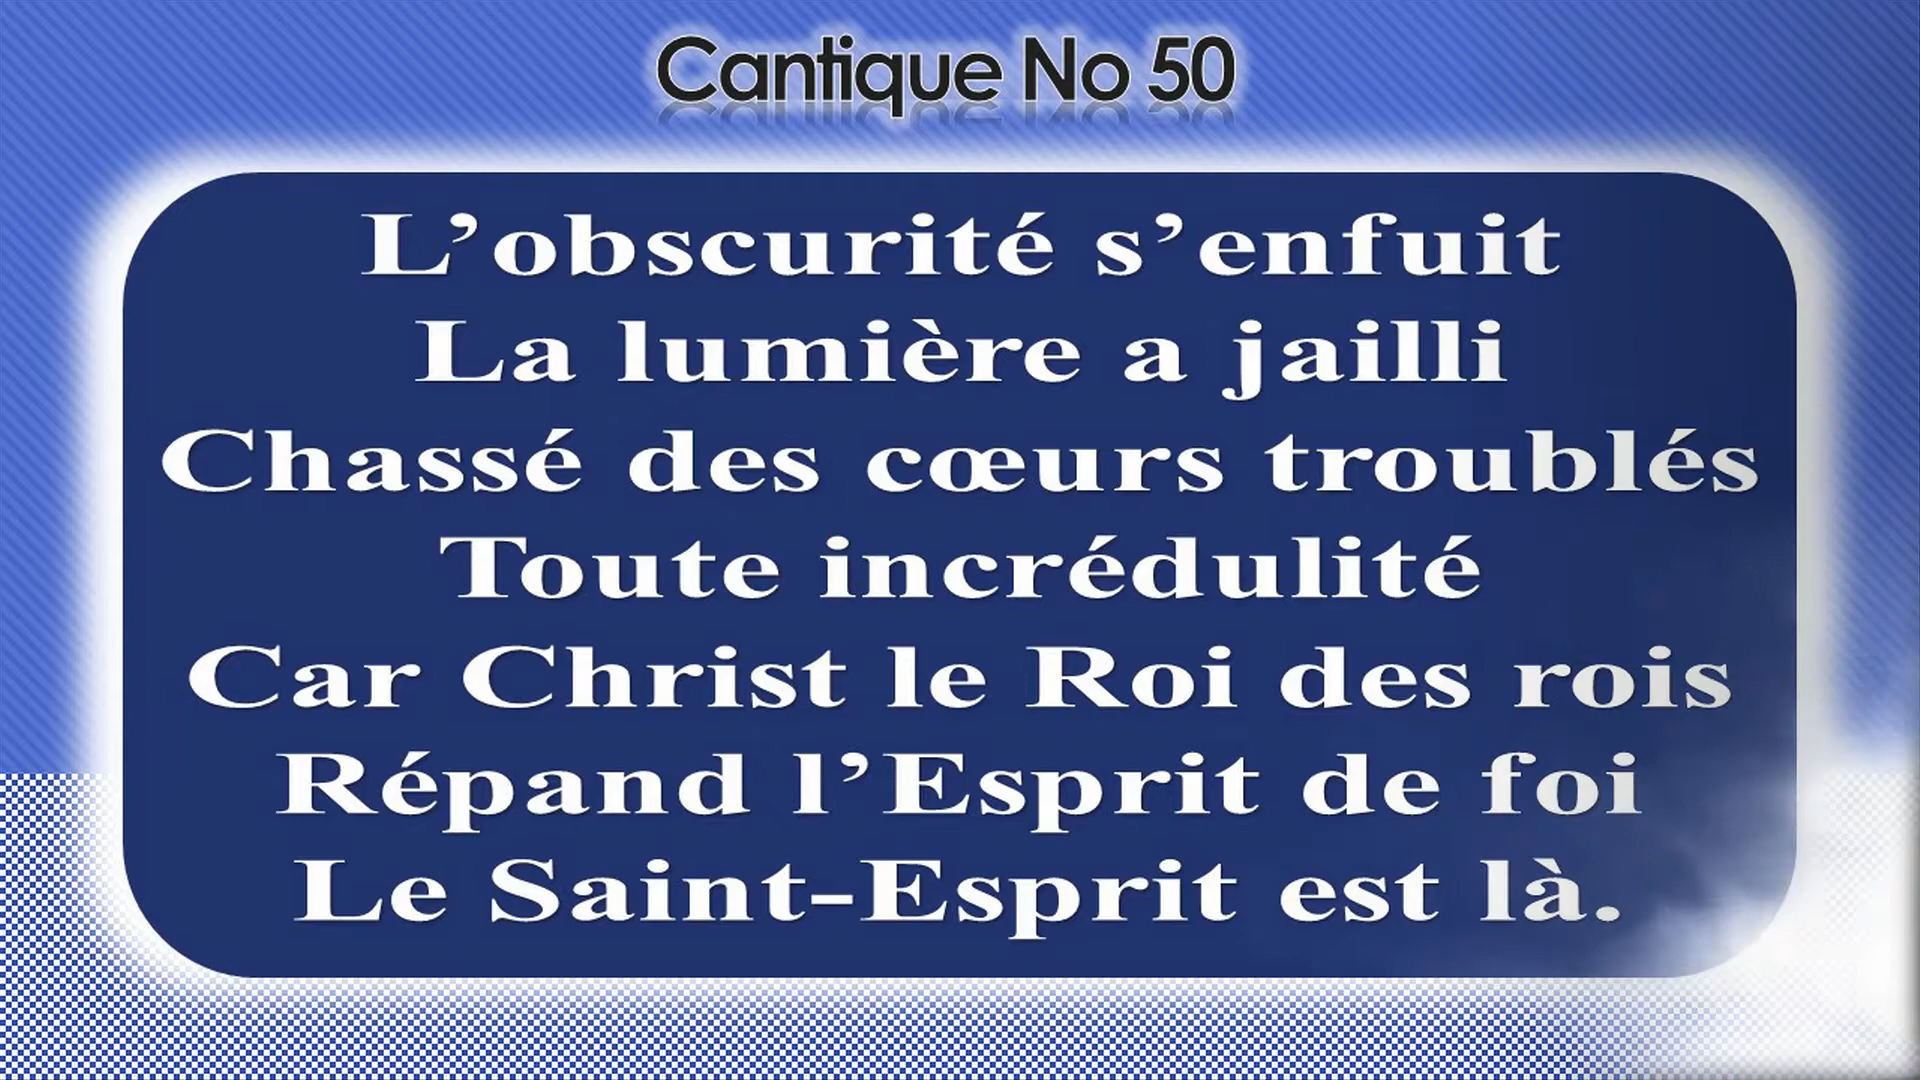 Cantique No 50
L’obscurité s’enfuit
La lumière a jailli
Chassé des cœurs troublés
Toute incrédulité
Car Christ le Roi des rois
Répand l’Esprit de foi
Le Saint-Esprit est là.